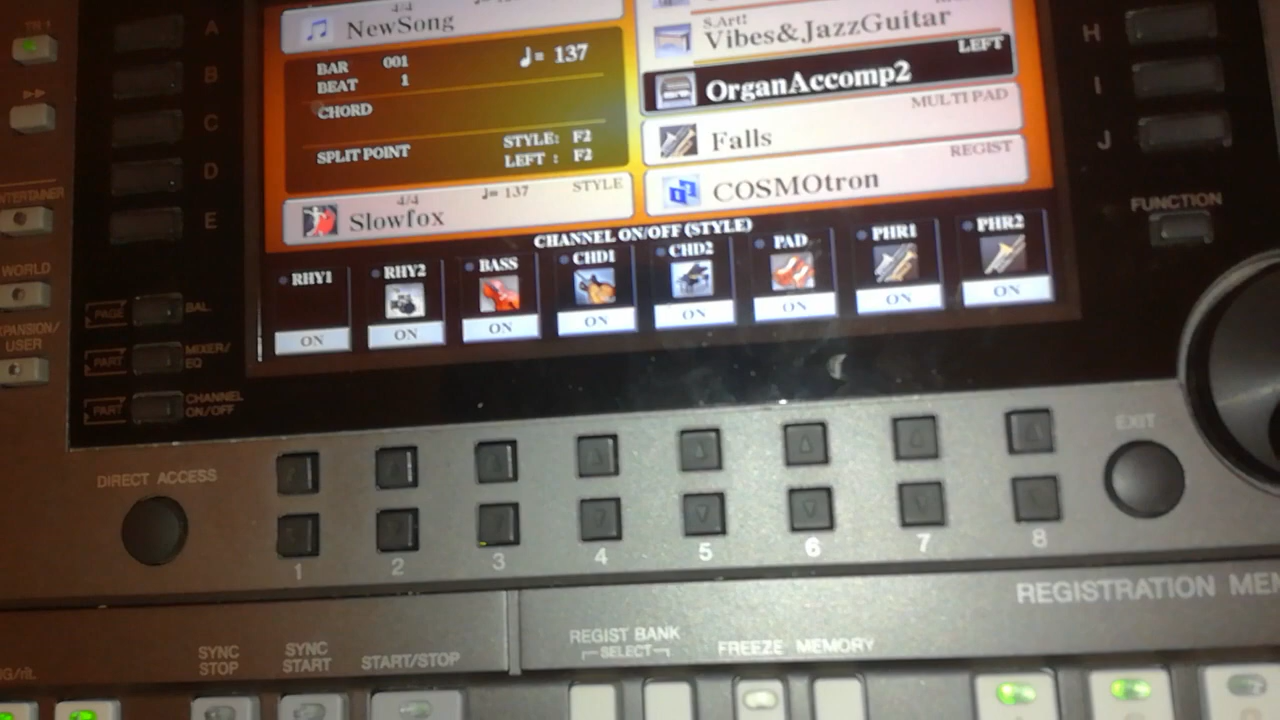 4/4
NewSong
BAR 001
BEAT 1
♩= 137
CHORD
SPLIT POINT
STYLE: F2
LEFT : F2
4/4
♩= 137
STYLE
Slowfox
S.Art!
Vibes&JazzGuitar
LEFT
OrganAccomp2
MULTI PAD
Falls
REGIST
COSMOtron
CHANNEL ON/OFF (STYLE)
RHY1
RHY2
BASS
CHD1
CHD2
PAD
PHR1
PHR2
ON
ON
ON
ON
ON
ON
ON
ON
TR 1
A
B
C
D
E
H
I
J
FUNCTION
WORLD
USER
PAGE
BAL.
PART
MIXER/
EQ
PART
CHANNEL
ON/OFF
DIRECT ACCESS
EXIT
1
2
3
4
5
6
7
8
REGISTRATION
SYNC
STOP
SYNC
START
START/STOP
REGIST BANK
SELECT
FREEZE
MEMORY